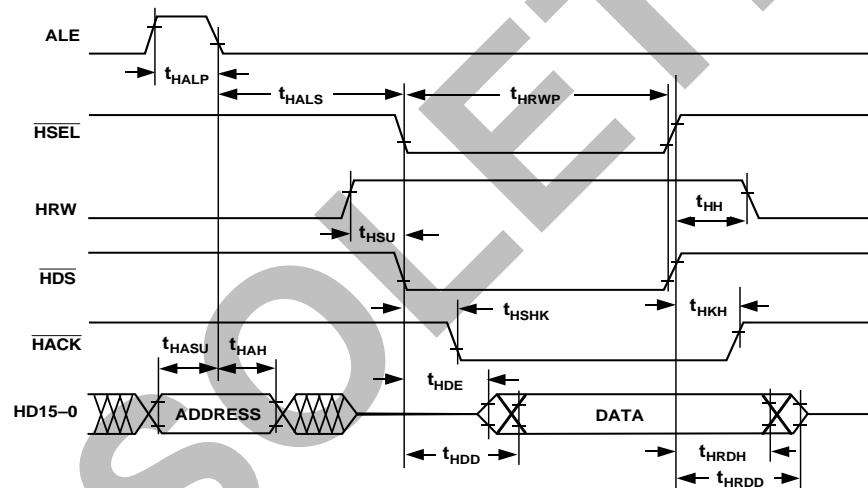 ALE
tHALP
tHALS
tHRWP
HSEL
HRW
tHH
tHSU
HDS
tHSHK
tHKH
HACK
tHASU
tHAH
tHDE
HD15–0
ADDRESS
DATA
tHDD
tHRDH
tHRDD
SOLET